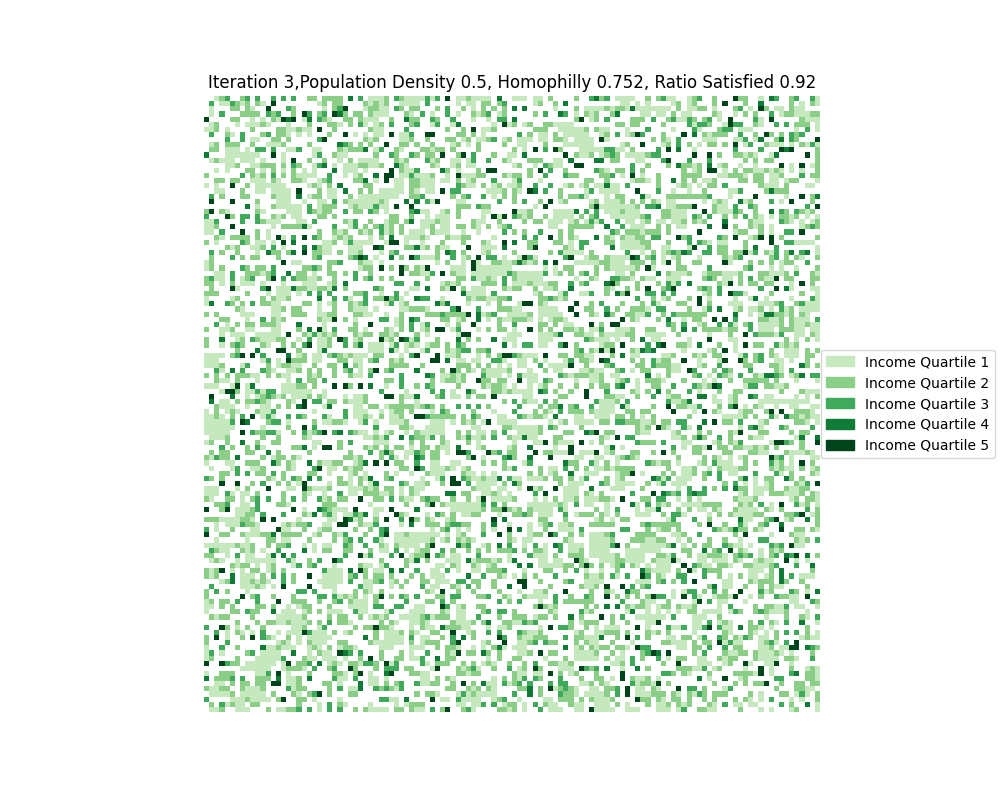 Iteration 3,Population Density 0.5, Homophilly 0.752, Ratio Satisfied 0.92
Income Quartile 1
Income Quartile 2
Income Quartile 3
Income Quartile 4
Income Quartile 5